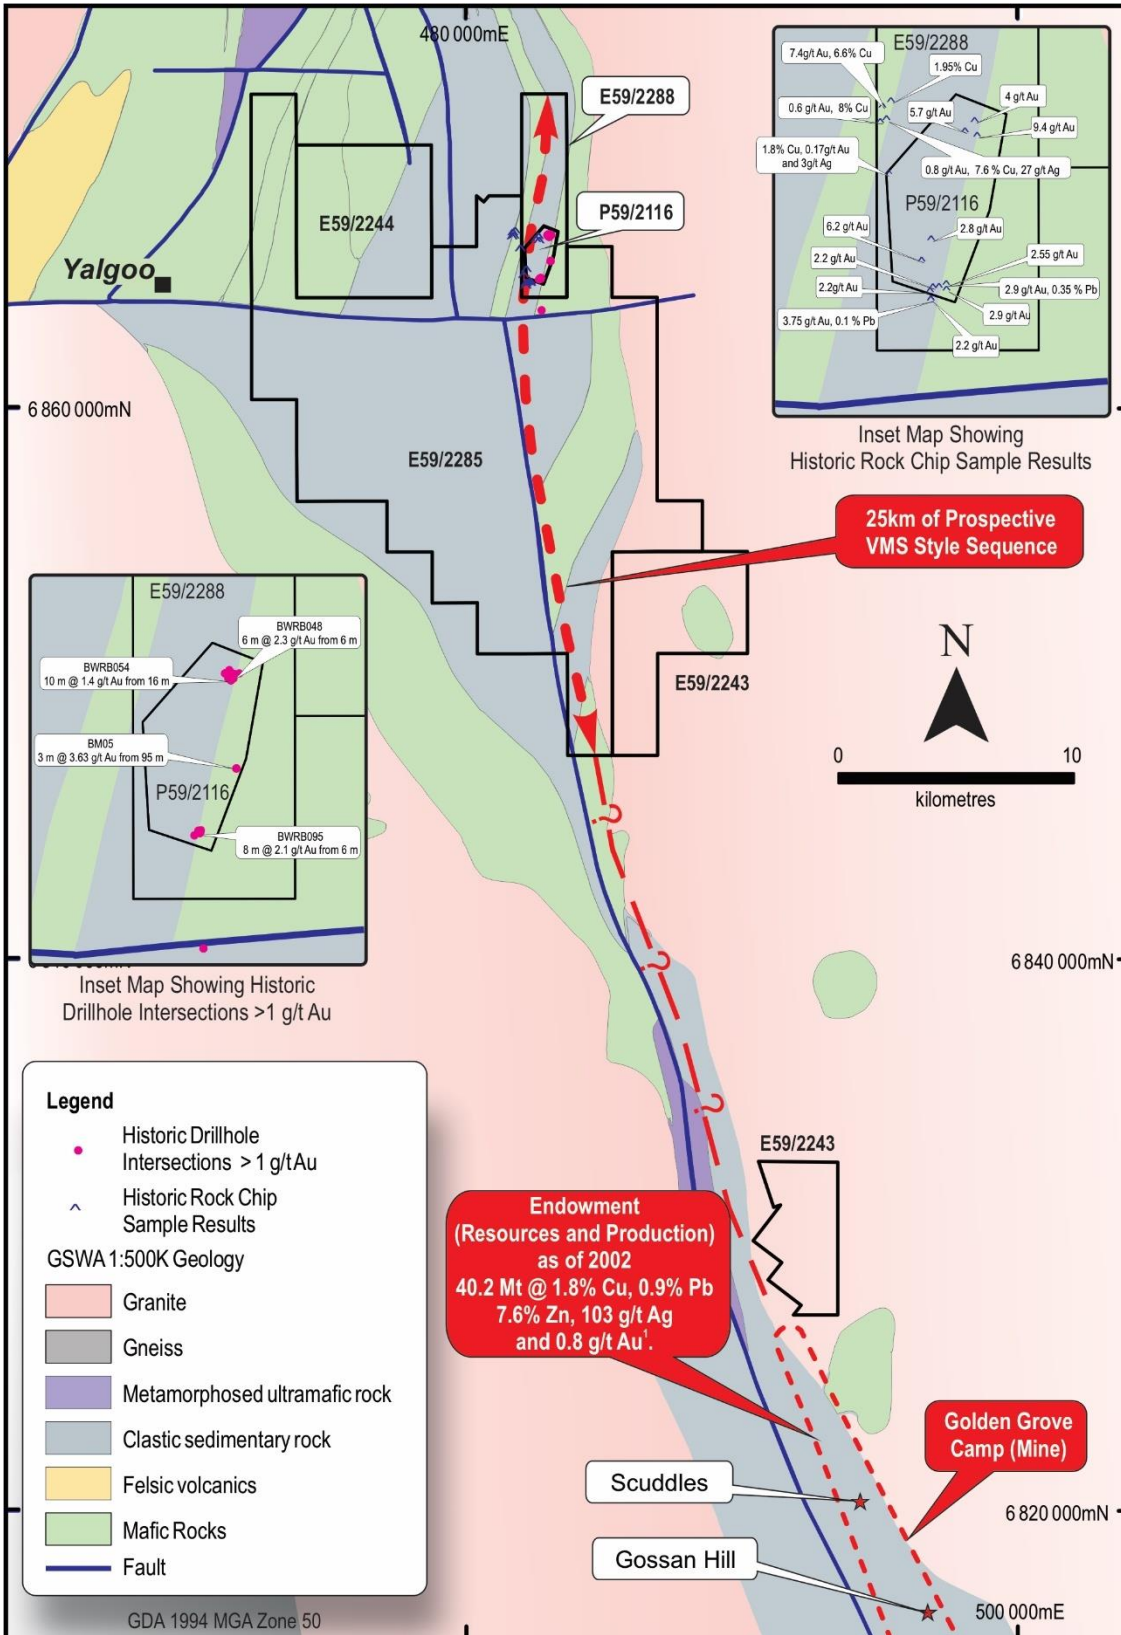 480 000mE
E59/2288
P59/2116
E59/2244
Yalgoo
6 860 000mN
E59/2285
E59/2288
7.4g/t Au, 6.6% Cu
1.95% Cu
0.6 g/t Au, 8% Cu
5.7 g/t Au
4 g/t Au
9.4 g/t Au
1.8% Cu, 0.17g/t Au
and 3g/t Ag
0.8 g/t Au, 7.6 % Cu, 27 g/t Ag
P59/2116
6.2 g/t Au
2.8 g/t Au
2.2 g/t Au
2.55 g/t Au
2.2g/t Au
2.9 g/t Au, 0.35 % Pb
3.75 g/t Au, 0.1 % Pb
2.9 g/t Au
2.2 g/t Au
Inset Map Showing
Historic Rock Chip Sample Results
25km of Prospective
VMS Style Sequence
E59/2288
BWRB048
6 m @ 2.3 g/t Au from 6 m
BWRB054
10 m @ 1.4 g/t Au from 16 m
BM05
3 m @ 3.63 g/t Au from 95 m
P59/2116
BWRB095
8 m @ 2.1 g/t Au from 6 m
Inset Map Showing Historic
Drillhole Intersections >1 g/t Au
E59/2243
N
0 10
kilometres
?
?
?
6 840 000mN
Legend
Historic Drillhole
Intersections > 1 g/t Au
Historic Rock Chip
Sample Results
GSWA 1:500K Geology
Granite
Gneiss
Metamorphosed ultramafic rock
Clastic sedimentary rock
Felsic volcanics
Mafic Rocks
Fault
GDA 1994 MGA Zone 50
E59/2243
Endowment
(Resources and Production)
as of 2002
40.2 Mt @ 1.8% Cu, 0.9% Pb
7.6% Zn, 103 g/t Ag
and 0.8 g/t Au¹.
Golden Grove
Camp (Mine)
Scuddles
6 820 000mN
Gossan Hill
500 000mE